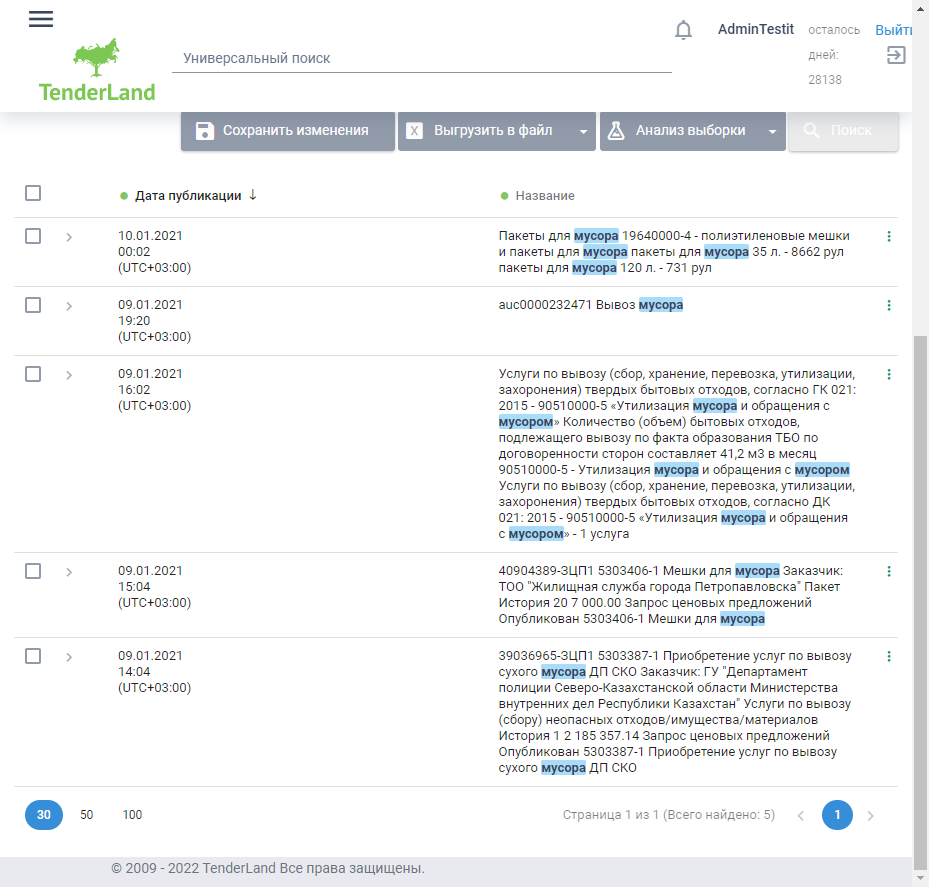 AdminTestit
осталось
дней:
28138
Выйти
Универсальный поиск
TenderLand
Сохранить изменения
Выгрузить в файл
Анализ выборки
Поиск
Дата публикации ↓
Название
10.01.2021
00:02
(UTC+03:00)
Пакеты для мусора 19640000-4 - полиэтиленовые мешки
и пакеты для мусора пакеты для мусора 35 л. - 8662 рул
пакеты для мусора 120 л. - 731 рул
09.01.2021
19:20
(UTC+03:00)
auc0000232471 Вывоз мусора
09.01.2021
16:02
(UTC+03:00)
Услуги по вывозу (сбор, хранение, перевозка, утилизации,
захоронения) твердых бытовых отходов, согласно ГК 021:
2015 - 90510000-5 «Утилизация мусора и обращения с
мусором» Количество (объем) бытовых отходов,
подлежащего вывозу по факта образования ТБО по
договоренности сторон составляет 41,2 м3 в месяц
90510000-5 - Утилизация мусора и обращения с мусором
Услуги по вывозу (сбор, хранение, перевозка, утилизации,
захоронения) твердых бытовых отходов, согласно ДК
021: 2015 - 90510000-5 «Утилизация мусора и обращения
с мусором» - 1 услуга
09.01.2021
15:04
(UTC+03:00)
40904389-ЗЦП1 5303406-1 Мешки для мусора Заказчик:
ТОО "Жилищная служба города Петропавловска" Пакет
История 20 7 000.00 Запрос ценовых предложений
Опубликован 5303406-1 Мешки для мусора
09.01.2021
14:04
(UTC+03:00)
39036965-ЗЦП1 5303387-1 Приобретение услуг по вывозу
сухого мусора ДП СКО Заказчик: ГУ "Департамент
полиции Северо-Казахстанской области Министерства
внутренних дел Республики Казахстан" Услуги по вывозу
(сбору) неопасных отходов/имущества/материалов
История 1 2 185 357.14 Запрос ценовых предложений
Опубликован 5303387-1 Приобретение услуг по вывозу
сухого мусора ДП СКО
30 50 100
Страница 1 из 1 (Всего найдено: 5)
1
© 2009 - 2022 TenderLand Все права защищены.